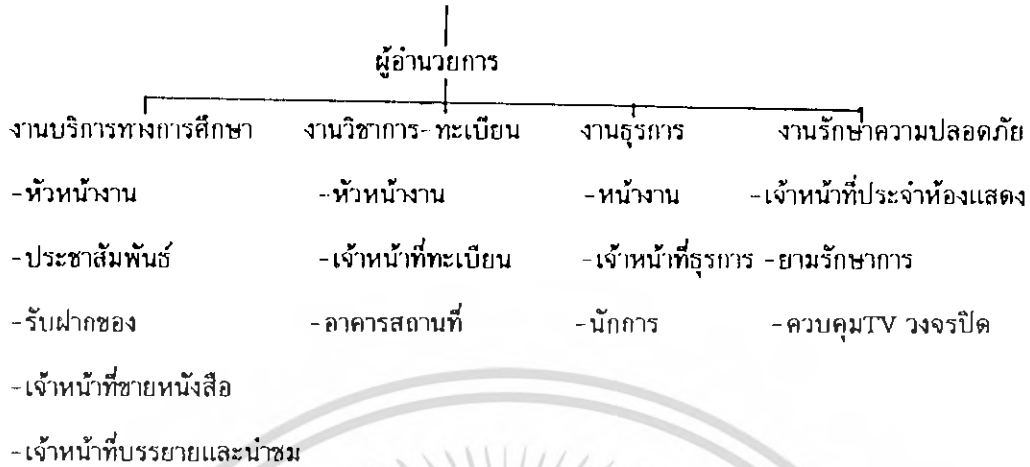 ผู้อำนวยการ
งานบริการทางการศึกษา งานวิชาการ-ทะเบียน งานธุรการ งานรักษาความปลอดภัย
-หัวหน้างาน -หัวหน้างาน -หน้างาน -เจ้าหน้าที่ประจำห้องแสดง
-ประชาสัมพันธ์ -เจ้าหน้าที่ทะเบียน -เจ้าหน้าที่ธุรการ -ยามรักษาการ
-รับฝากของ -อาคารสถานที่ -นักการ -ควบคุมTV วงจรปิด
-เจ้าหน้าที่ขายหนังสือ
-เจ้าหน้าที่บรรยายและนำชม